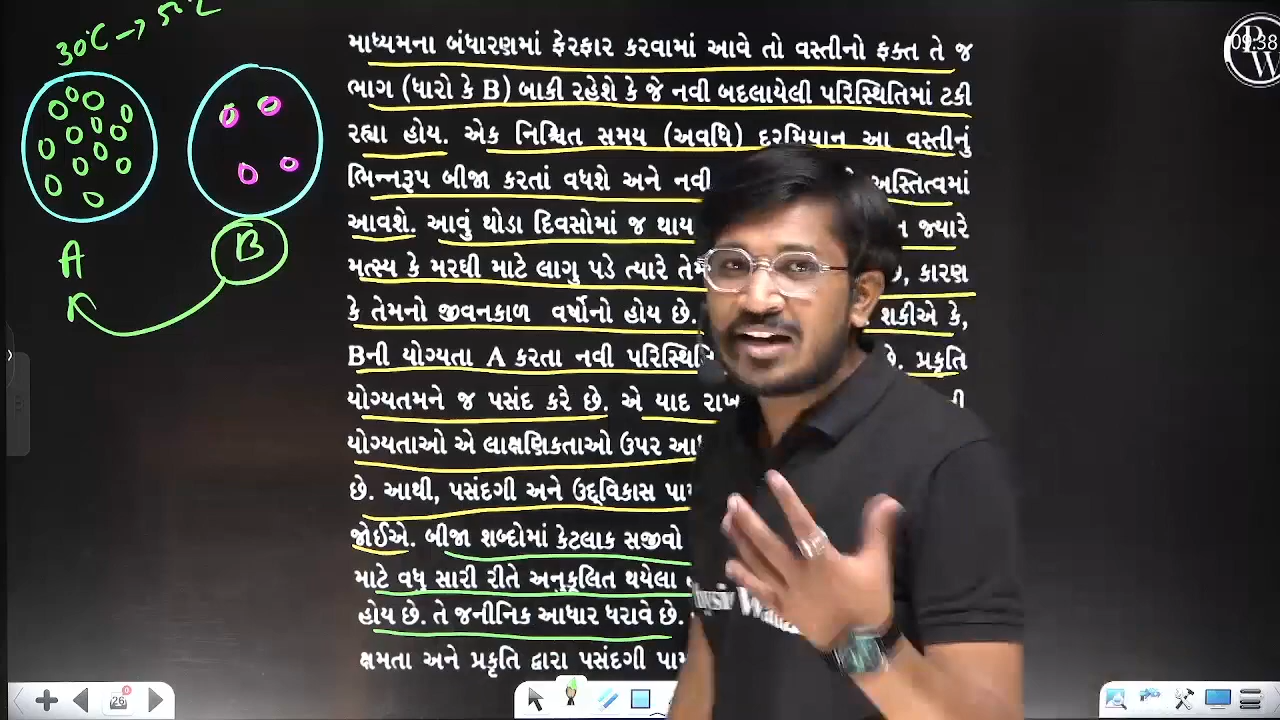 30°C →
A
B
માધ્યમના બંધારણમાં ફેરફાર કરવામાં આવે તો વસ્તીનો ફક્ત તે જ
ભાગ (ધારો કે B) બાકી રહેશે કે જે નવી બદલાયેલી પરિસ્થિતિમાં ટકી
રહ્યા હોય. એક નિશ્ચિત સમય (અવધિ) દરમિયાન આ વસ્તીનું
ભિન્નરૂપ બીજા કરતાં વધશે અને નવી અસ્તિત્વમાં
આવશે. આવું થોડા દિવસોમાં જ થાય જ્યારે
મત્સ્ય કે મરઘી માટે લાગુ પડે ત્યારે કારણ
કે તેમનો જીવનકાળ વર્ષોનો હોય છે. શકીએ કે,
Bની યોગ્યતા A કરતા નવી પ્રકૃતિ
યોગ્યતમને જ પસંદ કરે છે. એ યાદ
યોગ્યતાઓ એ લાક્ષણિકતાઓ ઉપર
છે. આથી, પસંદગી અને ઉદ્‌વિકાસ
જોઈએ. બીજા શબ્દોમાં કેટલાક સજીવો
માટે વધુ સારી રીતે અનુકૂલિત થયેલા
હોય છે. તે જનીનિક આધાર ધરાવે છે.
ક્ષમતા અને પ્રકૃતિ દ્વારા પસંદગી
09:38
26